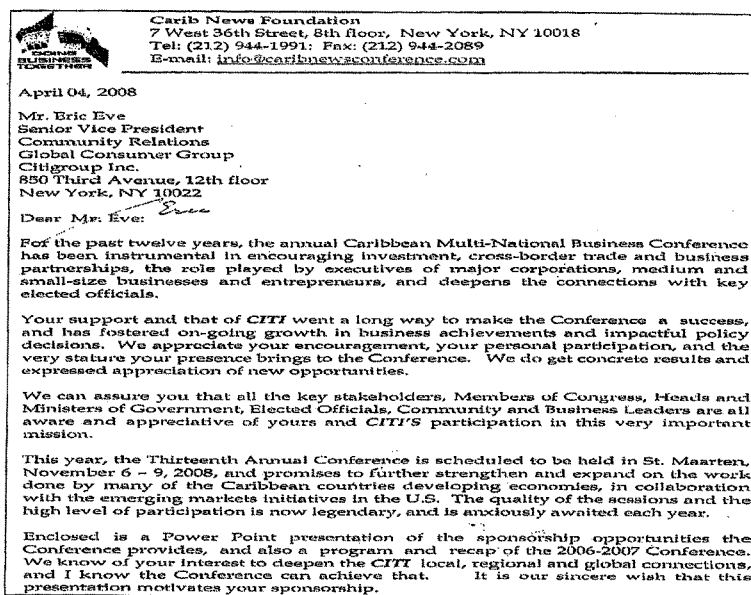 DOING
BUSINESS
TOGETHER
Carib News Foundation
7 West 36th Street, 8th floor, New York, NY 10018
Tel: (212) 944-1991: Fax: (212) 944-2089
E-mail: info@caribnewsconference.com
April 04, 2008
Mr. Eric Eve
Senior Vice President
Community Relations
Global Consumer Group
Citigroup Inc.
850 Third Avenue, 12th floor
New York, NY 10022
Eric
Dear Mr. Eve:
For the past twelve years, the annual Caribbean Multi-National Business Conference
has been instrumental in encouraging investment, cross-border trade and business
partnerships, the role played by executives of major corporations, medium and
small-size businesses and entrepreneurs, and deepens the connections with key
elected officials.
Your support and that of CITI went a long way to make the Conference a success,
and has fostered on-going growth in business achievements and impactful policy
decisions. We appreciate your encouragement, your personal participation, and the
very stature your presence brings to the Conference. We do get concrete results and
expressed appreciation of new opportunities.
We can assure you that all the key stakeholders, Members of Congress, Heads and
Ministers of Government, Elected Officials, Community and Business Leaders are all
aware and appreciative of yours and CITI'S participation in this very important
mission.
This year, the Thirteenth Annual Conference is scheduled to be held in St. Maarten,
November 6 – 9, 2008, and promises to further strengthen and expand on the work
done by many of the Caribbean countries developing economies, in collaboration
with the emerging markets initiatives in the U.S. The quality of the sessions and the
high level of participation is now legendary, and is anxiously awaited each year.
Enclosed is a Power Point presentation of the sponsorship opportunities the
Conference provides, and also a program and recap of the 2006-2007 Conference.
We know of your interest to deepen the CITI local, regional and global connections,
and I know the Conference can achieve that. It is our sincere wish that this
presentation motivates your sponsorship.